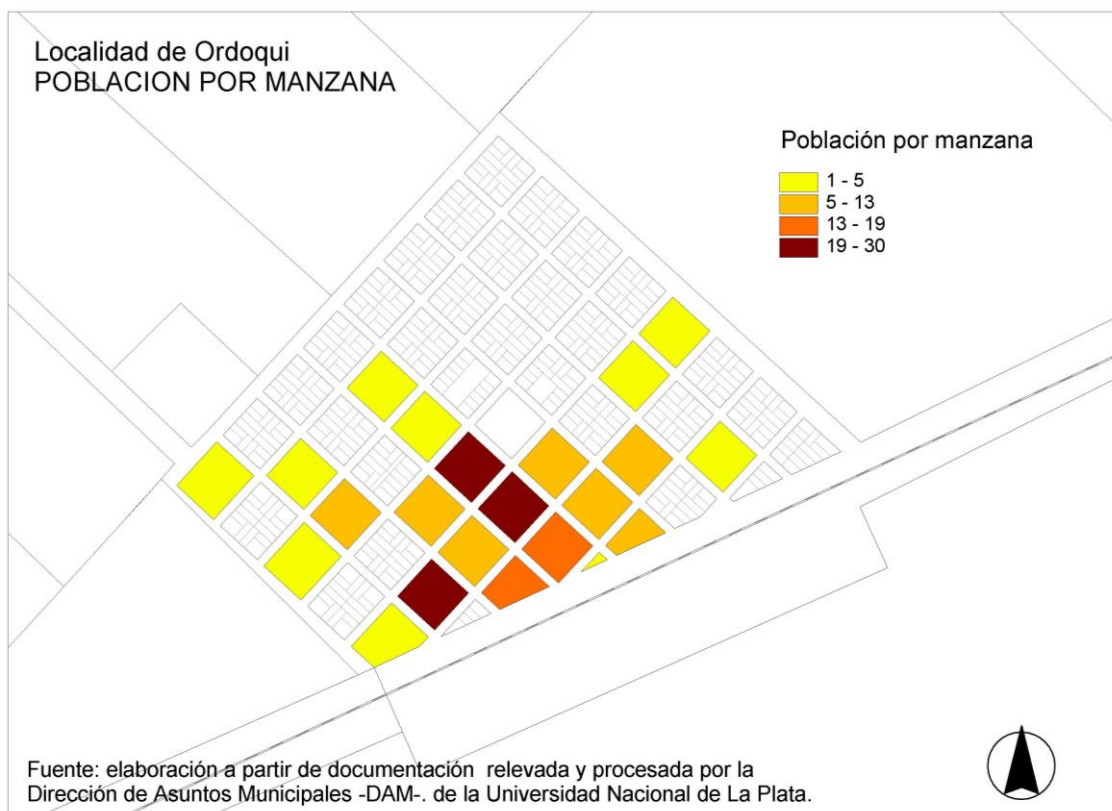 Localidad de Ordoqui
POBLACION POR MANZANA
Población por manzana
1 - 5
5 - 13
13 - 19
19 - 30
Fuente: elaboración a partir de documentación relevada y procesada por la
Dirección de Asuntos Municipales -DAM-. de la Universidad Nacional de La Plata.